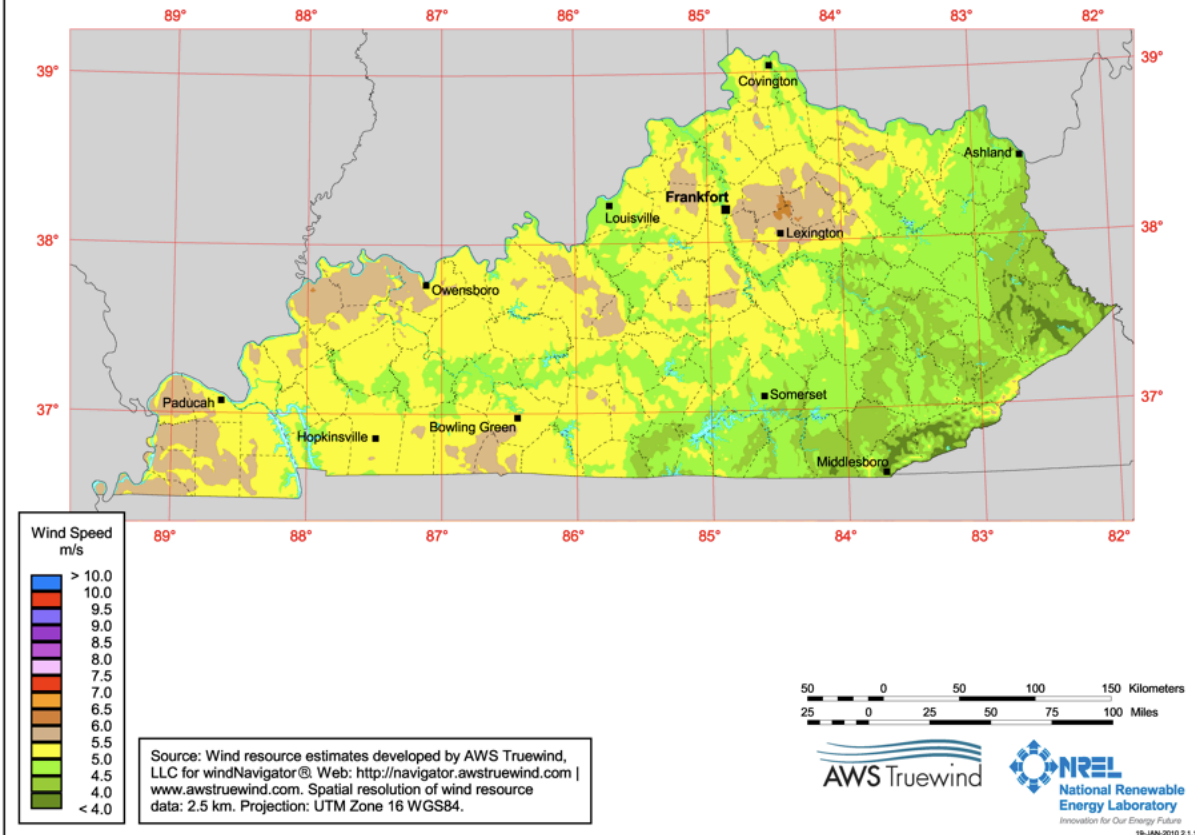 89° 88° 87° 86° 85° 84° 83° 82°
39° 39°
Covington
Ashland
Frankfort
Louisville
38° Lexington 38°
Owensboro
37° Paducah Somerset 37°
Bowling Green
Hopkinsville
Middlesboro
89° 88° 87° 86° 85° 84° 83° 82°
Wind Speed
m/s
> 10.0
10.0
9.5
9.0
8.5
8.0
7.5
7.0
6.5
6.0
5.5
5.0
4.5
4.0
< 4.0
Source: Wind resource estimates developed by AWS Truewind,
LLC for windNavigator®. Web: http://navigator.awstruewind.com |
www.awstruewind.com. Spatial resolution of wind resource
data: 2.5 km. Projection: UTM Zone 16 WGS84.
50 0 50 100 150 Kilometers
25 0 25 50 75 100 Miles
AWS Truewind
NREL
National Renewable
Energy Laboratory
Innovation for Our Energy Future
19-JAN-2010